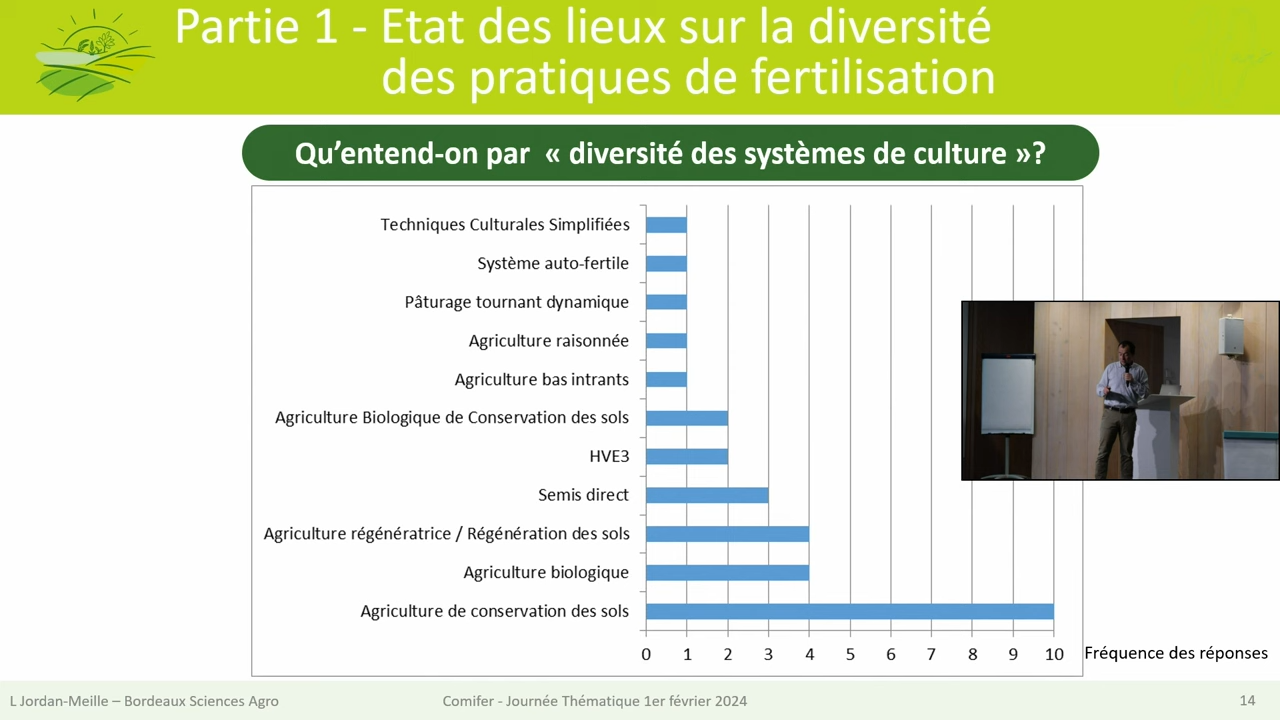 Partie 1 - Etat des lieux sur la diversité
des pratiques de fertilisation
Qu'entend-on par « diversité des systèmes de culture »?
Techniques Culturales Simplifiées
Système auto-fertile
Pâturage tournant dynamique
Agriculture raisonnée
Agriculture bas intrants
Agriculture Biologique de Conservation des sols
HVE3
Semis direct
Agriculture régénératrice / Régénération des sols
Agriculture biologique
Agriculture de conservation des sols
0 1 2 3 4 5 6 7 8 9 10
Fréquence des réponses
L Jordan-Meille – Bordeaux Sciences Agro
Comifer - Journée Thématique 1er février 2024
14